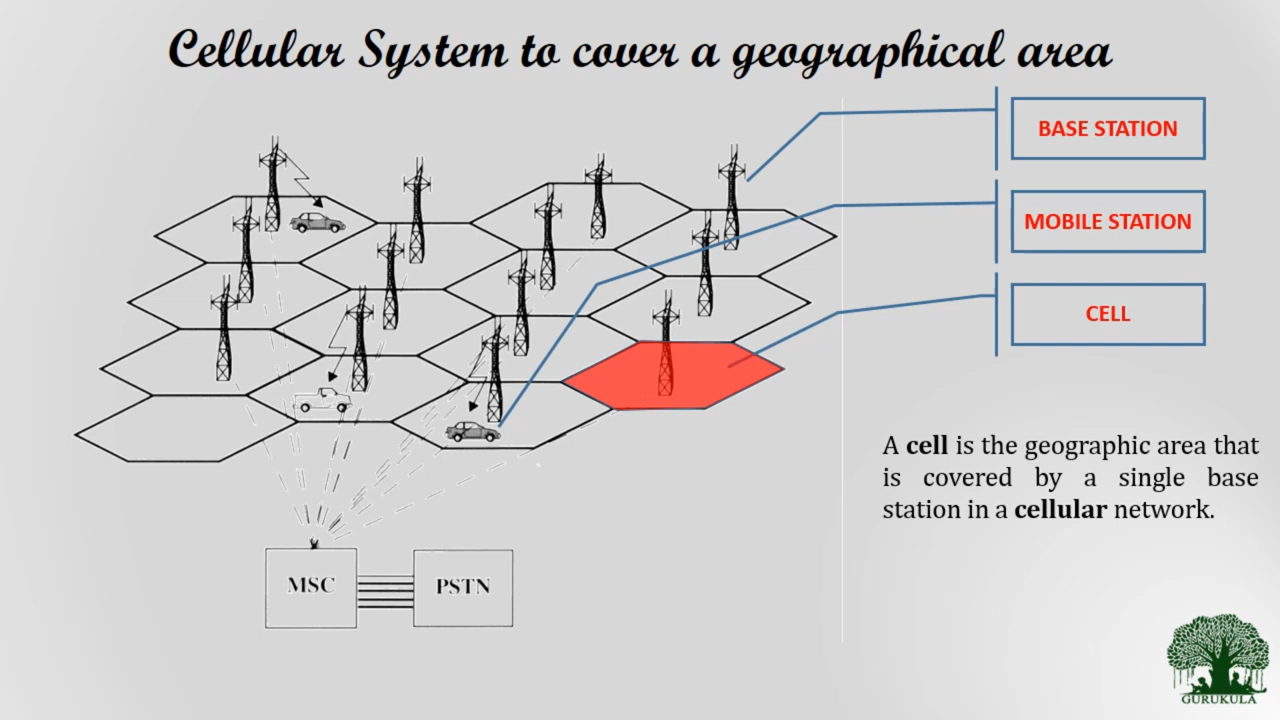 Cellular System to cover a geographical area
BASE STATION
MOBILE STATION
CELL
A cell is the geographic area that
is covered by a single base
station in a cellular network.
MSC
PSTN
GURUKULA